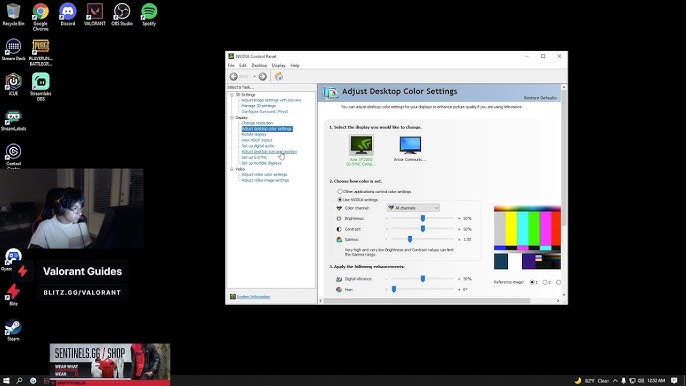 Recycle Bin
Google Chrome
Discord
VALORANT
OBS Studio
Spotify
Stream Deck
PLAYERUN... BATTLEGR...
iCUE
Streamlabs OBS
StreamLabels
Control Center
Blitz
Steam
Valorant Guides
BLITZ.GG/VALORANT
SENTINELS.GG / SHOP
WEAR WHAT
SENTINELS
NVIDIA Control Panel
File Edit Desktop Display Help
Back
Select a Task...
3D Settings
Adjust image settings with preview
Manage 3D settings
Configure Surround, PhysX
Display
Change resolution
Adjust desktop color settings
Rotate display
View HDCP status
Set up digital audio
Adjust desktop size and position
Set up G-SYNC
Set up multiple displays
Video
Adjust video color settings
Adjust video image settings
System Information
Adjust Desktop Color Settings
Restore Defaults
You can adjust color settings for your displays or enhance picture quality if you are using television
1. Select the display you would like to change.
Ancor Communic...
2. Choose how color is set.
Other applications control color settings
Use NVIDIA settings
Color channel:
All channels
Brightness: - + 50%
Contrast: - + 50%
Gamma: - + 1.00
Very high and very low Brightness and Contrast values can limit
the Gamma range.
3. Apply the following enhancements:
Digital vibrance: - + 50%
Hue: - + 0°
Reference image: 1 2
82°F Clear
12:52 AM